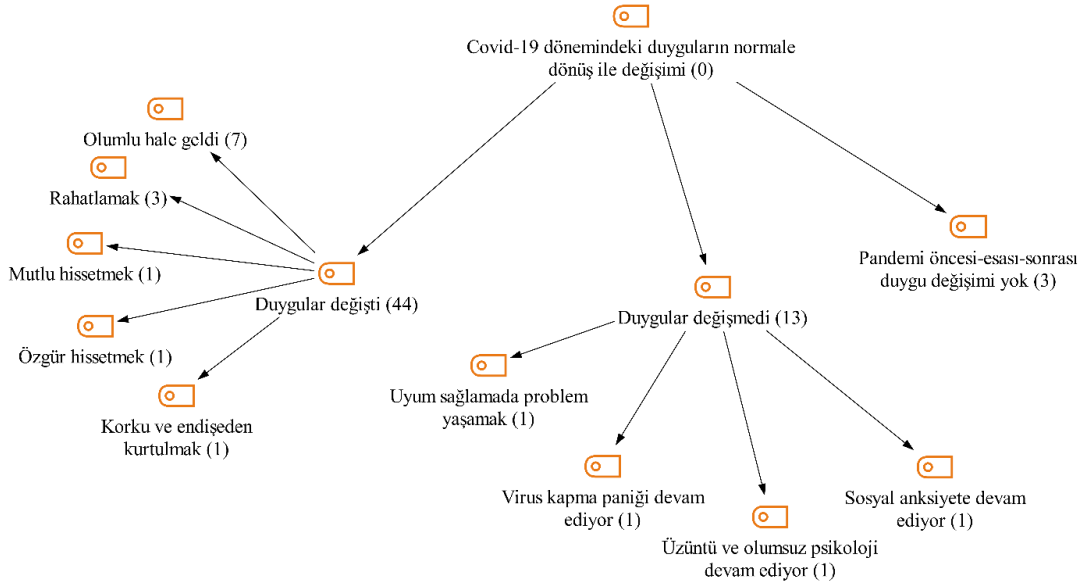 Covid-19 dönemindeki duyguların normale
dönüş ile değişimi (0)
Olumlu hale geldi (7)
Rahatlamak (3)
Mutlu hissetmek (1)
Özgür hissetmek (1)
Korku ve endişeden
kurtulmak (1)
Duygular değişti (44)
Duygular değişmedi (13)
Uyum sağlamada problem
yaşamak (1)
Virus kapma paniği devam
ediyor (1)
Üzüntü ve olumsuz psikoloji
devam ediyor (1)
Sosyal anksiyete devam
ediyor (1)
Pandemi öncesi-esası-sonrası
duygu değişimi yok (3)